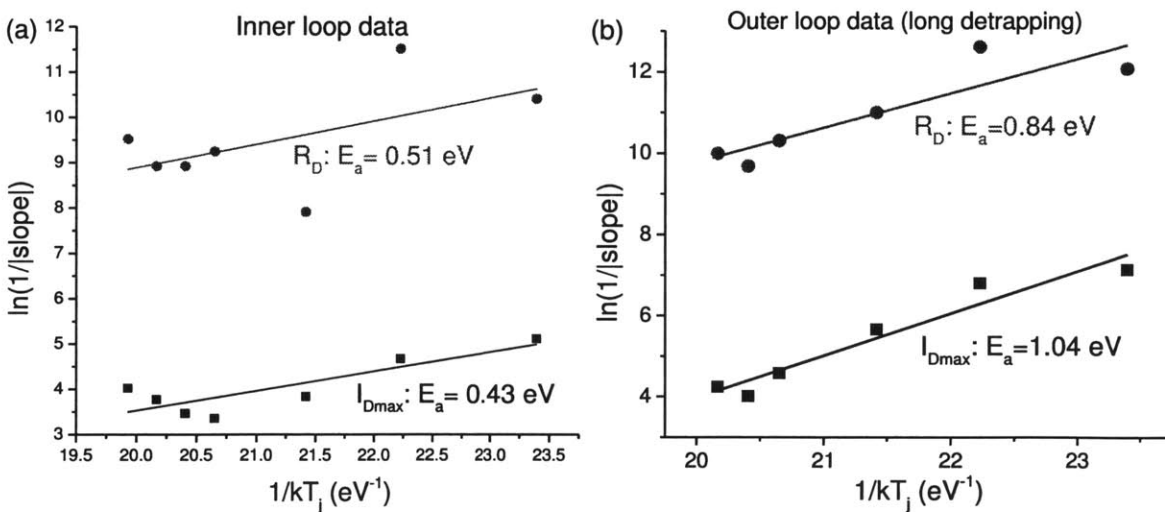 (a)
Inner loop data
12
11
10
9
8
7
6
5
4
3
ln(1/|slope|)
R_D: E_a= 0.51 eV
I_Dmax: E_a= 0.43 eV
19.5 20.0 20.5 21.0 21.5 22.0 22.5 23.0 23.5
1/kT_j (eV⁻¹)
(b)
Outer loop data (long detrapping)
12
10
8
6
4
ln(1/|slope|)
R_D: E_a=0.84 eV
I_Dmax: E_a=1.04 eV
20 21 22 23
1/kT_j (eV⁻¹)